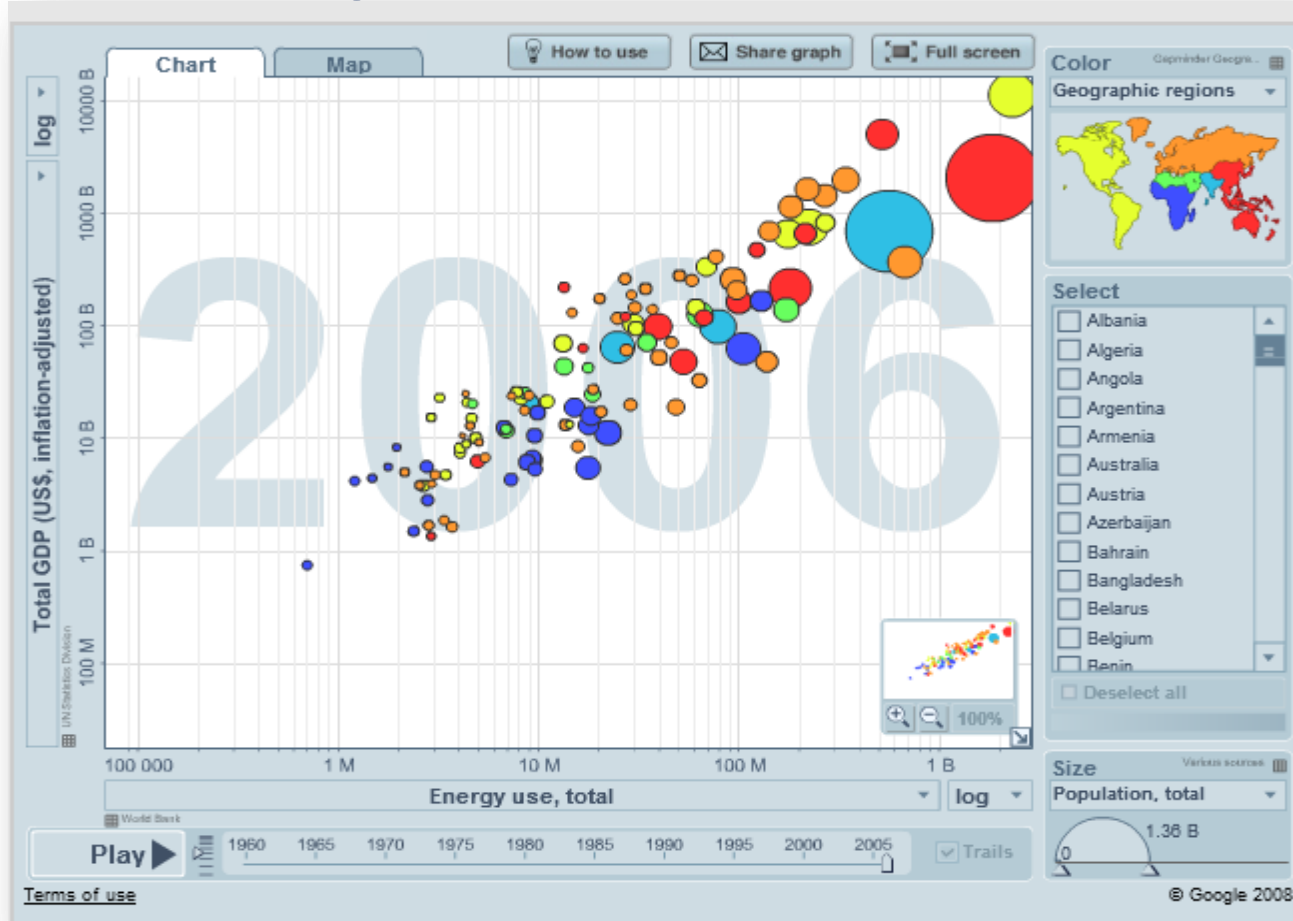 How to use
Share graph
Full screen
Chart
Map
Color
Gapminder Geogra...
Geographic regions
log
Total GDP (US$, inflation-adjusted)
UN Statistics Division
10000 B
1000 B
100 B
10 B
1 B
100 M
2006
100%
100 000
1 M
10 M
100 M
1 B
Energy use, total
log
World Bank
Select
Albania
Algeria
Angola
Argentina
Armenia
Australia
Austria
Azerbaijan
Bahrain
Bangladesh
Belarus
Belgium
Benin
Deselect all
Size
Various sources
Population, total
1.36 B
0
Play
1960 1965 1970 1975 1980 1985 1990 1995 2000 2005
Trails
Terms of use
© Google 2008